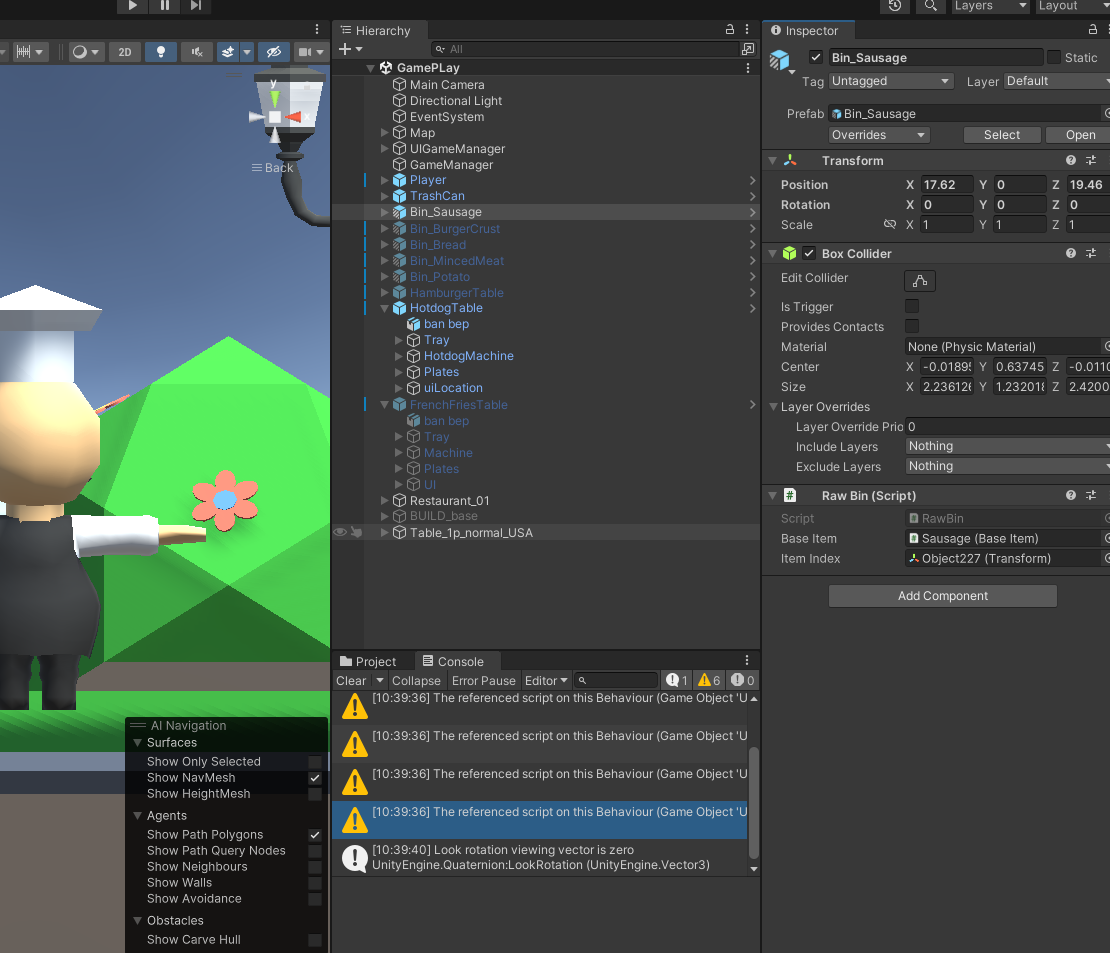 Layers
Layout
2D
y
x
Back
AI Navigation
Surfaces
Show Only Selected
Show NavMesh
Show HeightMesh
Agents
Show Path Polygons
Show Path Query Nodes
Show Neighbours
Show Walls
Show Avoidance
Obstacles
Show Carve Hull
Hierarchy
All
GamePLay
Main Camera
Directional Light
EventSystem
Map
UIGameManager
GameManager
Player
TrashCan
Bin_Sausage
Bin_BurgerCrust
Bin_Bread
Bin_MincedMeat
Bin_Potato
HamburgerTable
HotdogTable
ban bep
Tray
HotdogMachine
Plates
uiLocation
FrenchFriesTable
ban bep
Tray
Machine
Plates
UI
Restaurant_01
BUILD_base
Table_1p_normal_USA
Project Console
Clear Collapse Error Pause Editor 1 6 0
[10:39:36] The referenced script on this Behaviour (Game Object 'U
[10:39:36] The referenced script on this Behaviour (Game Object 'U
[10:39:36] The referenced script on this Behaviour (Game Object 'U
[10:39:36] The referenced script on this Behaviour (Game Object 'U
[10:39:40] Look rotation viewing vector is zero
UnityEngine.Quaternion:LookRotation (UnityEngine.Vector3)
Inspector
Bin_Sausage Static
Tag Untagged Layer Default
Prefab Bin_Sausage
Overrides Select Open
Transform
Position X 17.62 Y 0 Z 19.46
Rotation X 0 Y 0 Z 0
Scale X 1 Y 1 Z 1
Box Collider
Edit Collider
Is Trigger
Provides Contacts
Material None (Physic Material)
Center X -0.01895 Y 0.63745 Z -0.0110
Size X 2.236126 Y 1.232018 Z 2.4200
Layer Overrides
Layer Override Prio 0
Include Layers Nothing
Exclude Layers Nothing
# Raw Bin (Script)
Script # RawBin
Base Item # Sausage (Base Item)
Item Index Object227 (Transform)
Add Component